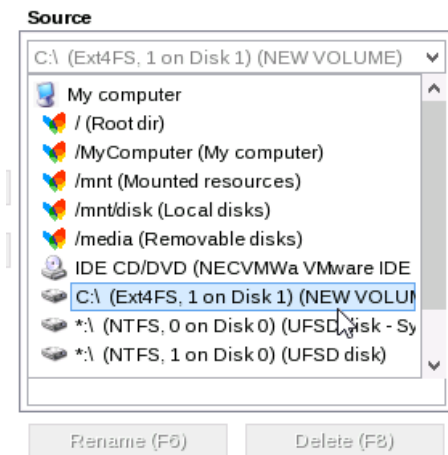 Source
C:\ (Ext4FS, 1 on Disk 1) (NEW VOLUME)
My computer
/ (Root dir)
/MyComputer (My computer)
/mnt (Mounted resources)
/mnt/disk (Local disks)
/media (Removable disks)
IDE CD/DVD (NECVMWa VMware IDE
C:\ (Ext4FS, 1 on Disk 1) (NEW VOLUM
*:\ (NTFS, 0 on Disk 0) (UFSD disk - Sy
*:\ (NTFS, 1 on Disk 0) (UFSD disk)
Rename (F6)
Delete (F8)